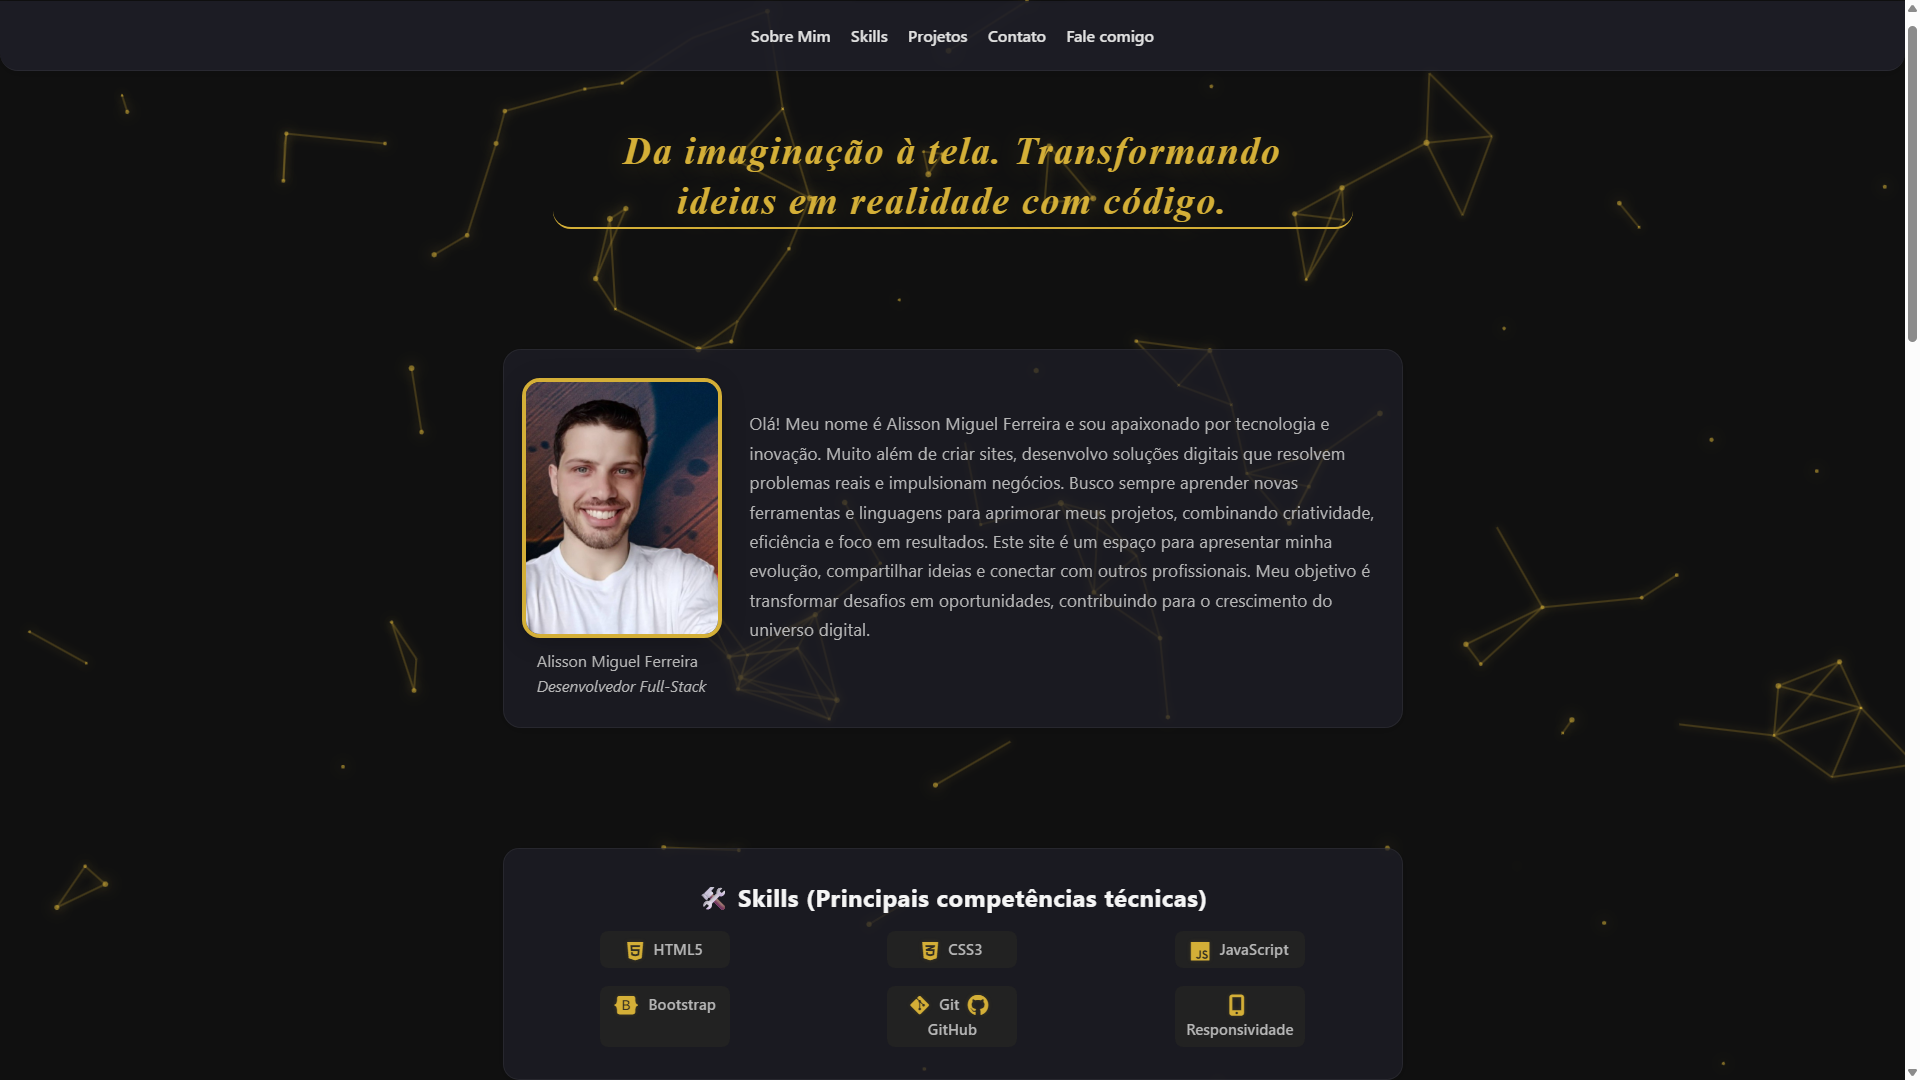 Sobre Mim Skills Projetos Contato Fale comigo
Da imaginação à tela. Transformando
ideias em realidade com código.
Olá! Meu nome é Alisson Miguel Ferreira e sou apaixonado por tecnologia e
inovação. Muito além de criar sites, desenvolvo soluções digitais que resolvem
problemas reais e impulsionam negócios. Busco sempre aprender novas
ferramentas e linguagens para aprimorar meus projetos, combinando criatividade,
eficiência e foco em resultados. Este site é um espaço para apresentar minha
evolução, compartilhar ideias e conectar com outros profissionais. Meu objetivo é
transformar desafios em oportunidades, contribuindo para o crescimento do
universo digital.
Alisson Miguel Ferreira
Desenvolvedor Full-Stack
🛠️ Skills (Principais competências técnicas)
HTML5
CSS3
JS JavaScript
B Bootstrap
Git
GitHub
Responsividade